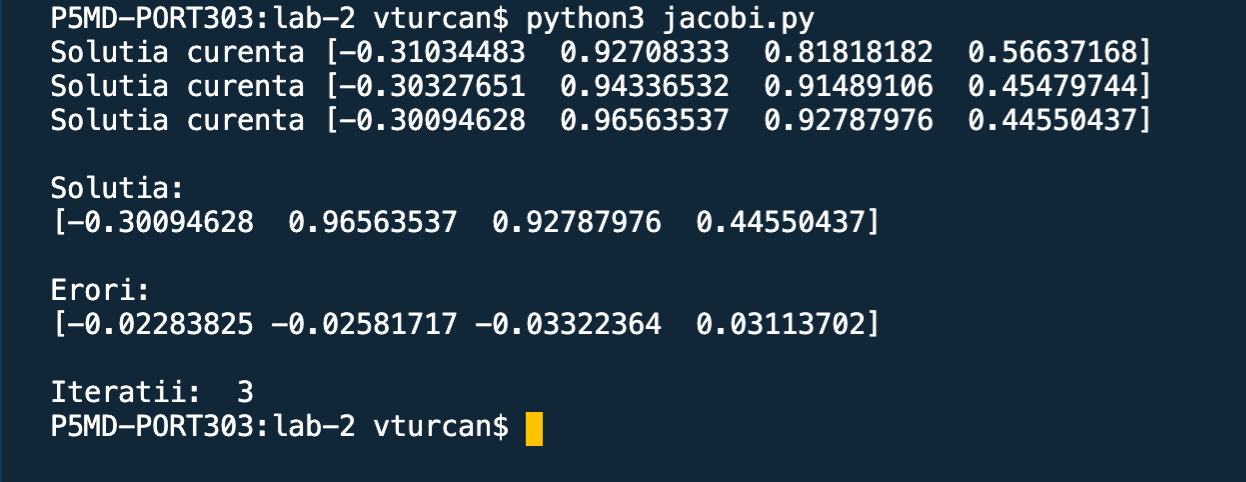 P5MD-PORT303:lab-2 vturcan$ python3 jacobi.py
Solutia curenta [-0.31034483  0.92708333  0.81818182  0.56637168]
Solutia curenta [-0.30327651  0.94336532  0.91489106  0.45479744]
Solutia curenta [-0.30094628  0.96563537  0.92787976  0.44550437]
Solutia:
[-0.30094628  0.96563537  0.92787976  0.44550437]
Erori:
[-0.02283825 -0.02581717 -0.03322364  0.03113702]
Iteratii:  3
P5MD-PORT303:lab-2 vturcan$